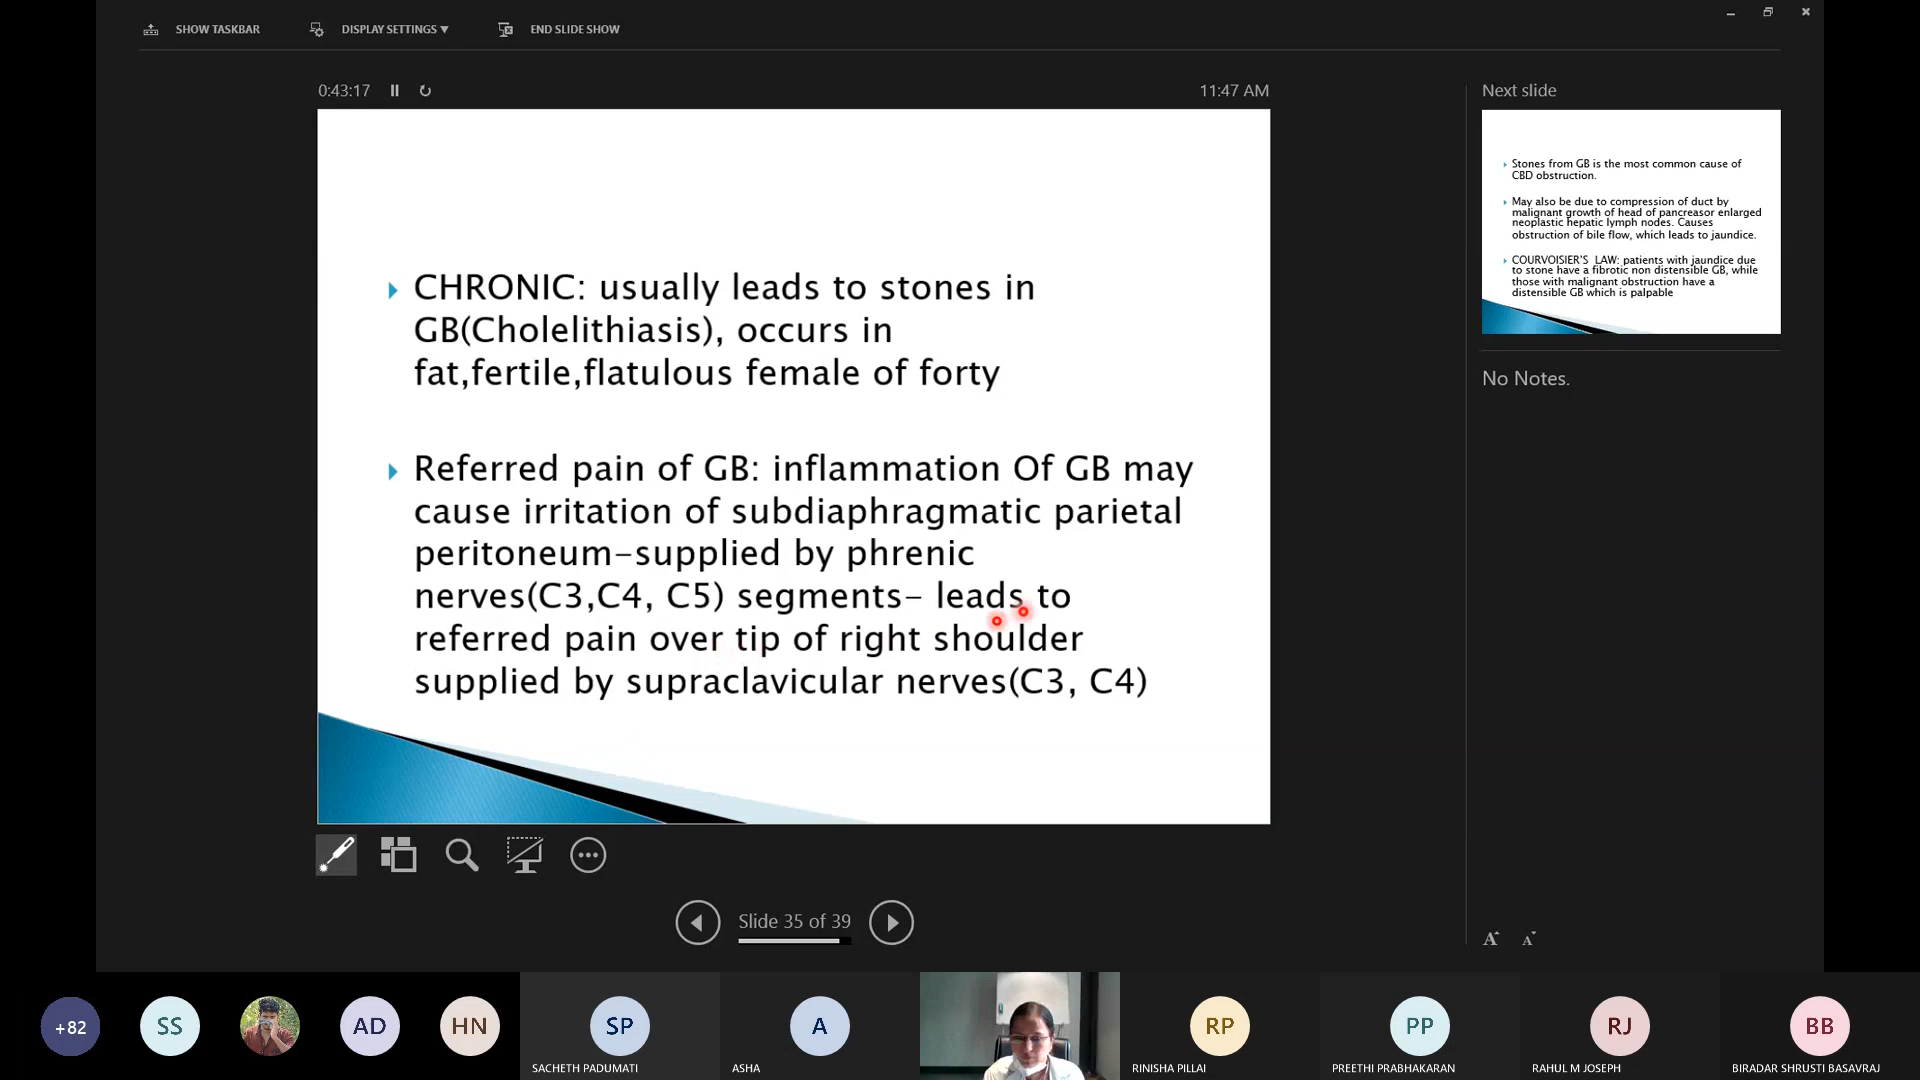 SHOW TASKBAR
DISPLAY SETTINGS ▼
END SLIDE SHOW
0:43:17
11:47 AM
CHRONIC: usually leads to stones in
GB(Cholelithiasis), occurs in
fat,fertile,flatulous female of forty
Referred pain of GB: inflammation Of GB may
cause irritation of subdiaphragmatic parietal
peritoneum-supplied by phrenic
nerves(C3,C4, C5) segments- leads to
referred pain over tip of right shoulder
supplied by supraclavicular nerves(C3, C4)
Slide 35 of 39
Next slide
Stones from GB is the most common cause of
CBD obstruction.
May also be due to compression of duct by
malignant growth of head of pancreasor enlarged
neoplastic hepatic lymph nodes. Causes
obstruction of bile flow, which leads to jaundice.
COURVOISIER'S LAW: patients with jaundice due
to stone have a fibrotic non distensible GB, while
those with malignant obstruction have a
distensible GB which is palpable
No Notes.
A A
+82
SS
AD
HN
SP
SACHETH PADUMATI
A
ASHA
RP
RINISHA PILLAI
PP
PREETHI PRABHAKARAN
RJ
RAHUL M JOSEPH
BB
BIRADAR SHRUSTI BASAVRAJ